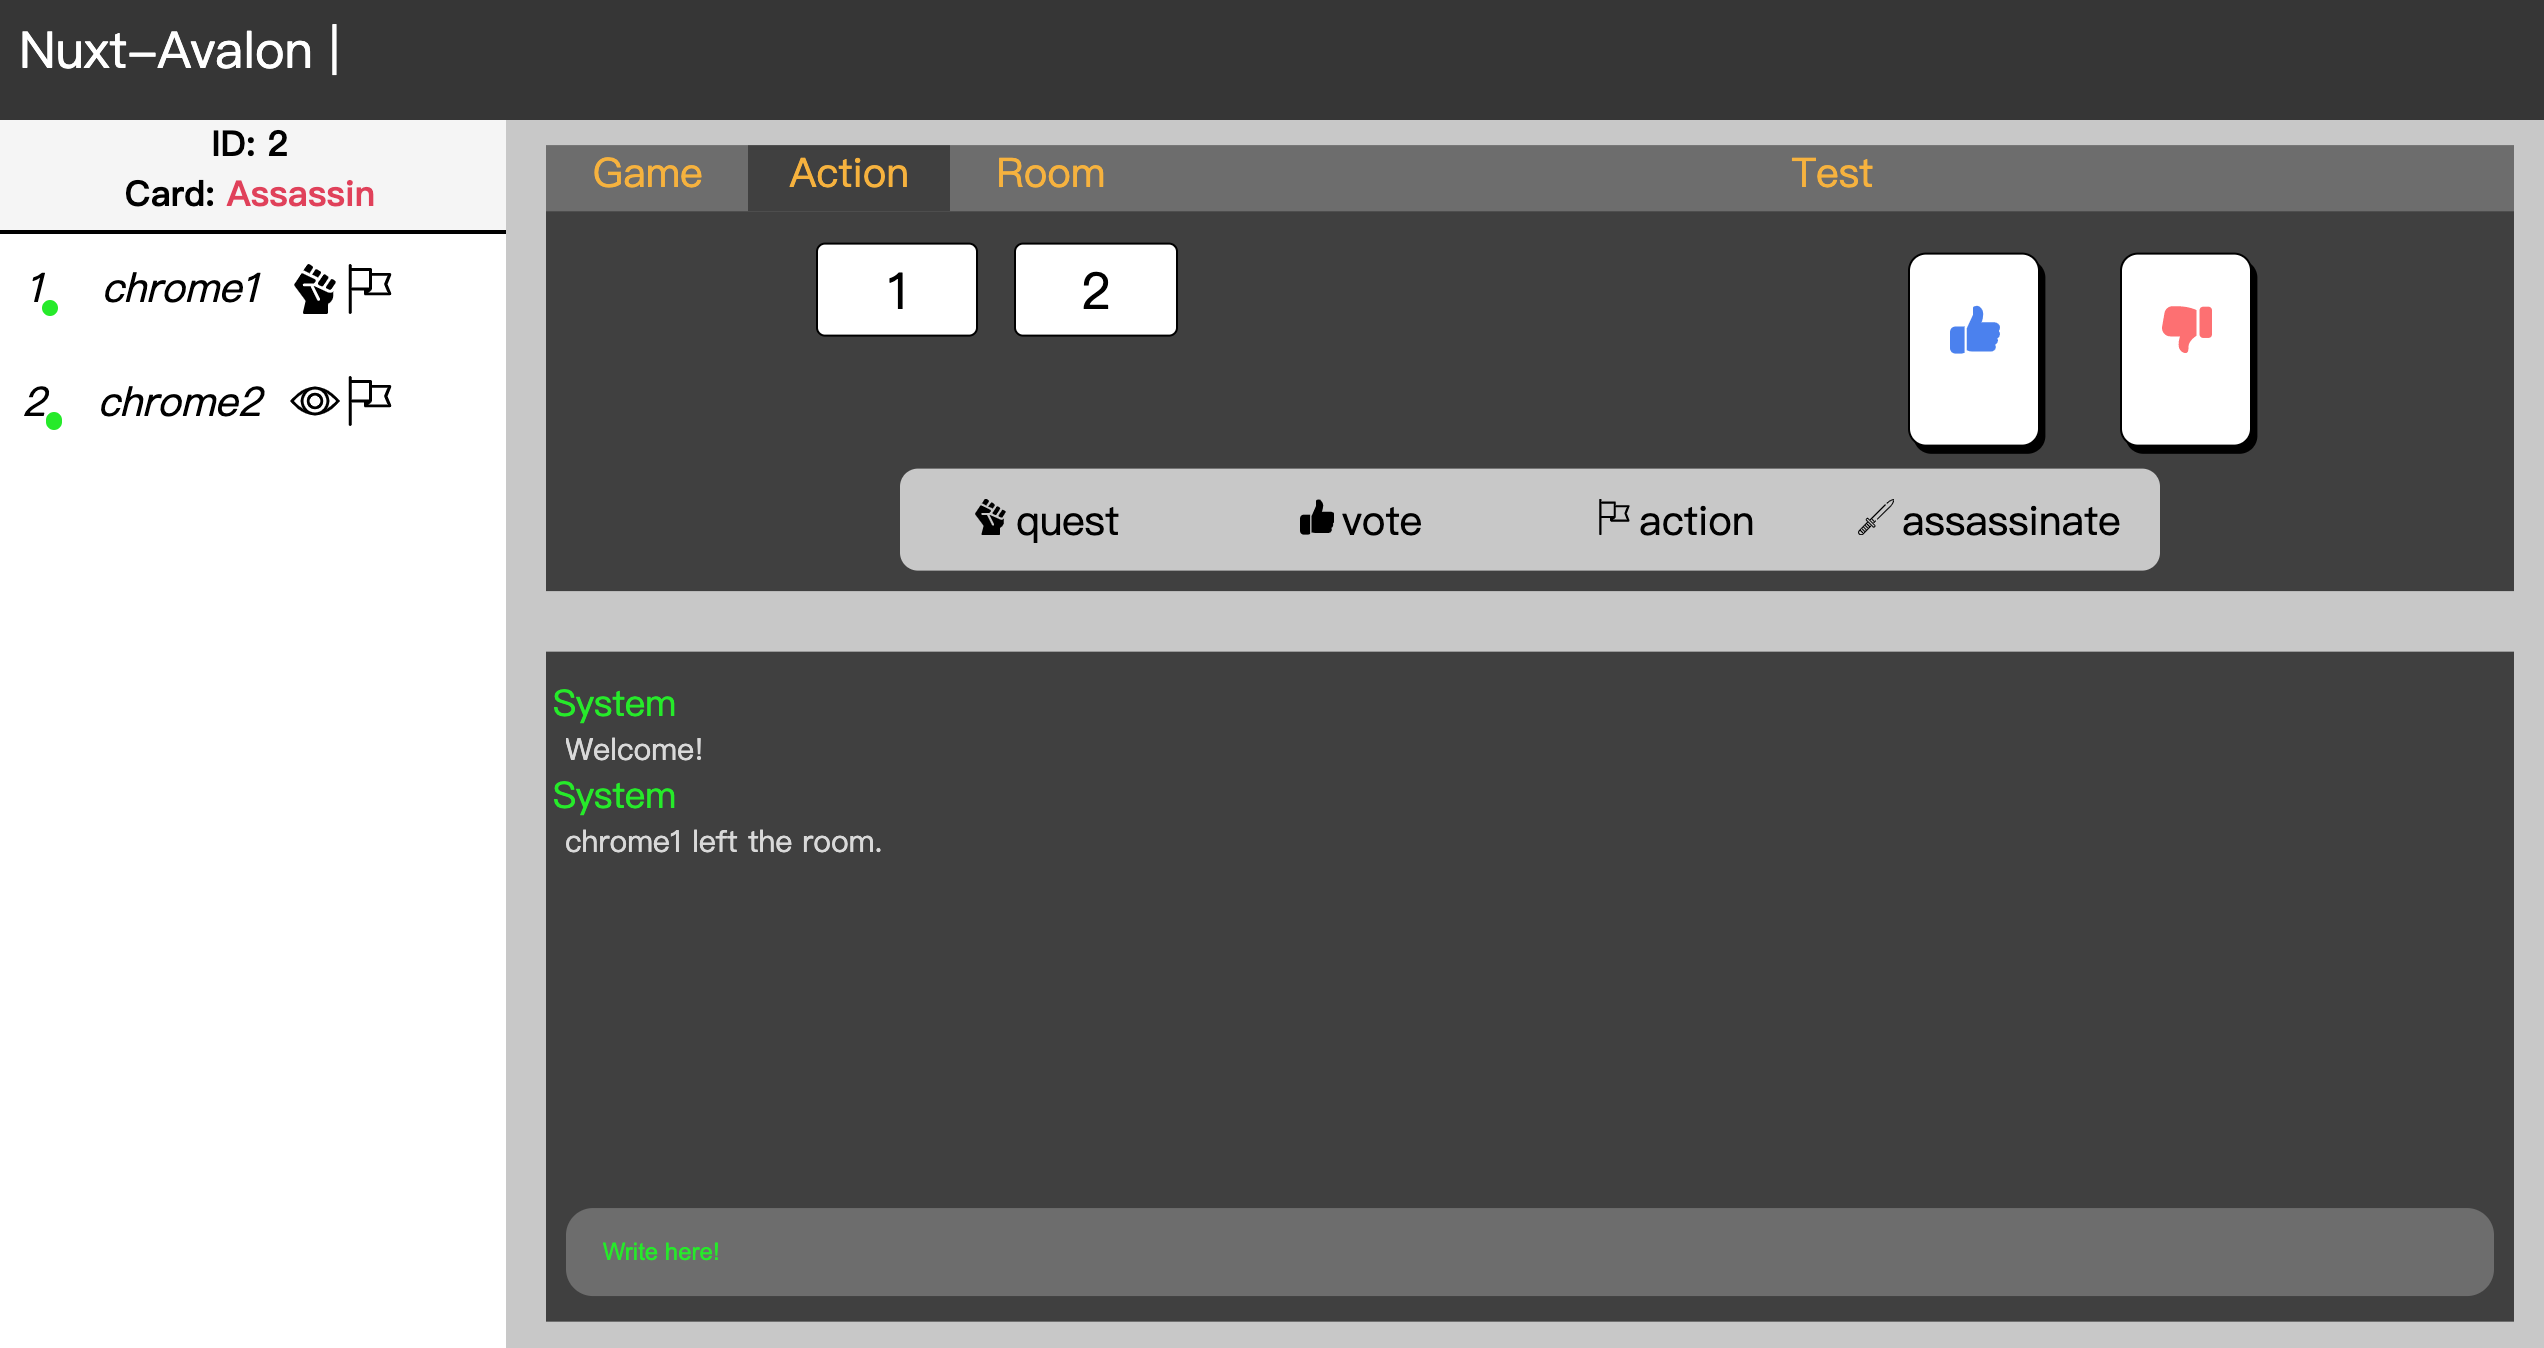 Nuxt–Avalon |
ID: 2
Card: Assassin
1 chrome1
2 chrome2
Game Action Room Test
1 2
quest vote action assassinate
System
Welcome!
System
chrome1 left the room.
Write here!